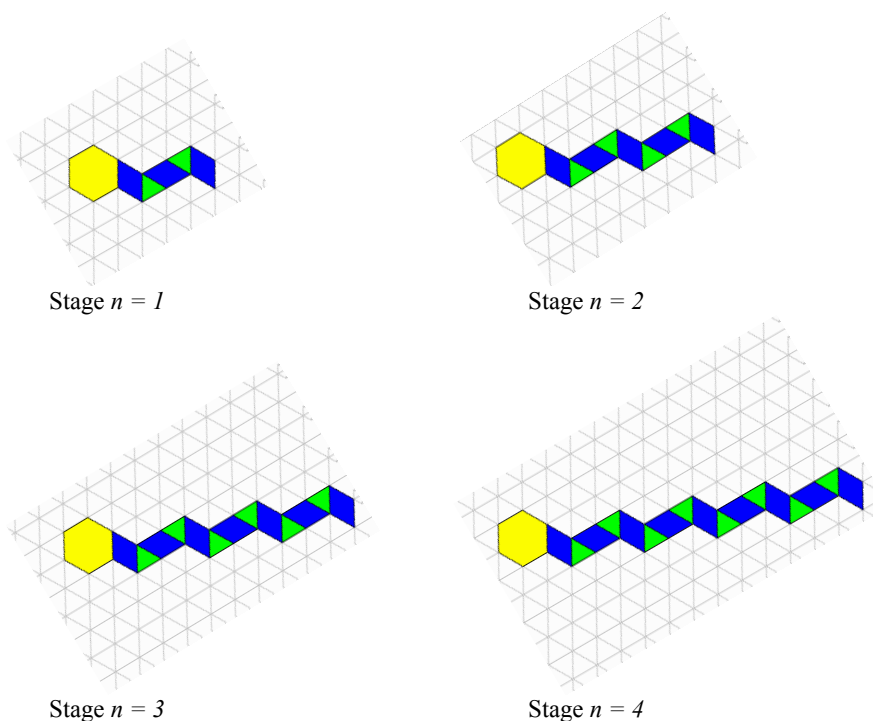 Stage n = 1
Stage n = 2
Stage n = 3
Stage n = 4